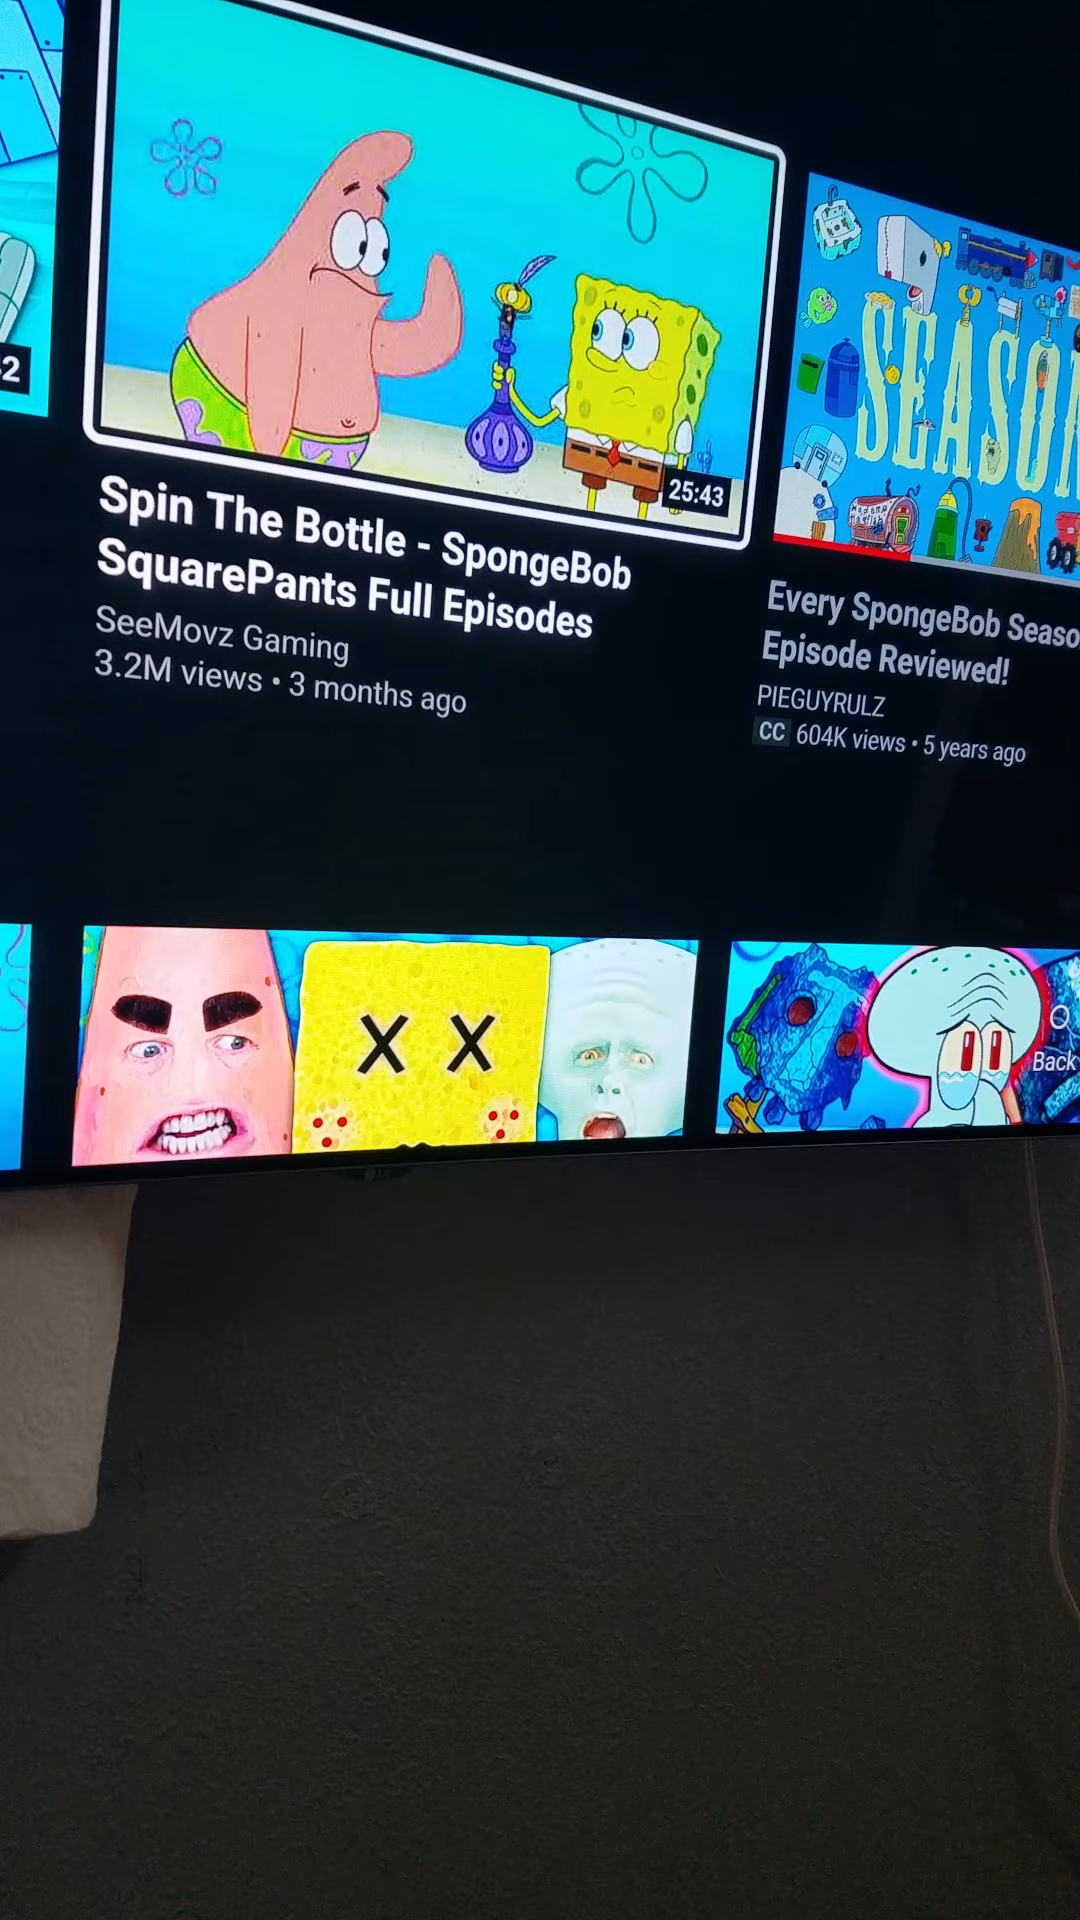 2
25:43
SEASON
Spin The Bottle - SpongeBob
SquarePants Full Episodes
SeeMovz Gaming
3.2M views • 3 months ago
Every SpongeBob Seaso
Episode Reviewed!
PIEGUYRULZ
CC 604K views • 5 years ago
X X
Back